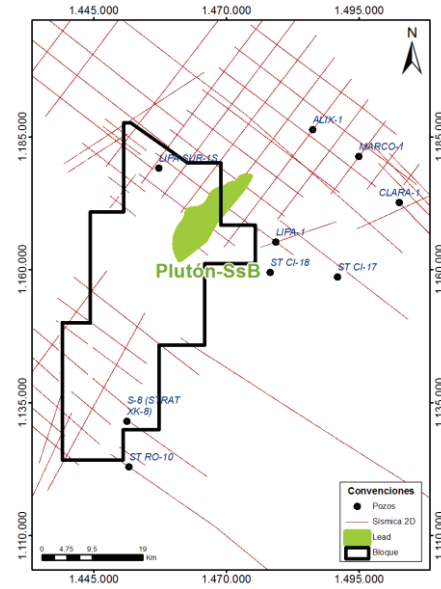 1.445.000 1.470.000 1.495.000
N
1.185.000 1.185.000
ALIX-1
MARCO-1
LIPA SUR-1S
CLARA-1
LIPA-1
1.160.000 1.160.000
ST CI-18
ST CI-17
Plutón-SsB
1.135.000 1.135.000
S-8 (STRAT
XK-8)
ST RO-10
Convenciones
Pozos
Sísmica 2D
Lead
Bloque
1.110.000 1.110.000
0 4.75 9.5 19
Km
1.445.000 1.470.000 1.495.000